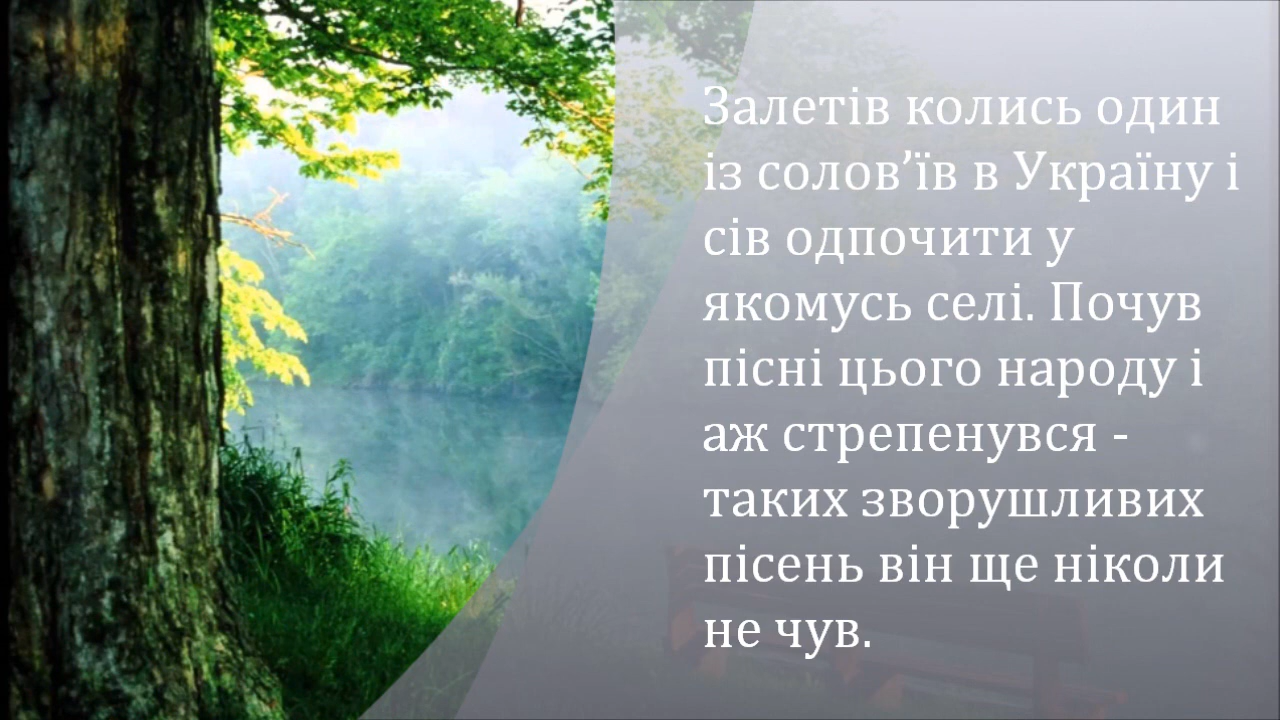 Залетів колись один
із солов’їв в Україну і
сів одпочити у
якомусь селі. Почув
пісні цього народу і
аж стрепенувся -
таких зворушливих
пісень він ще ніколи
не чув.